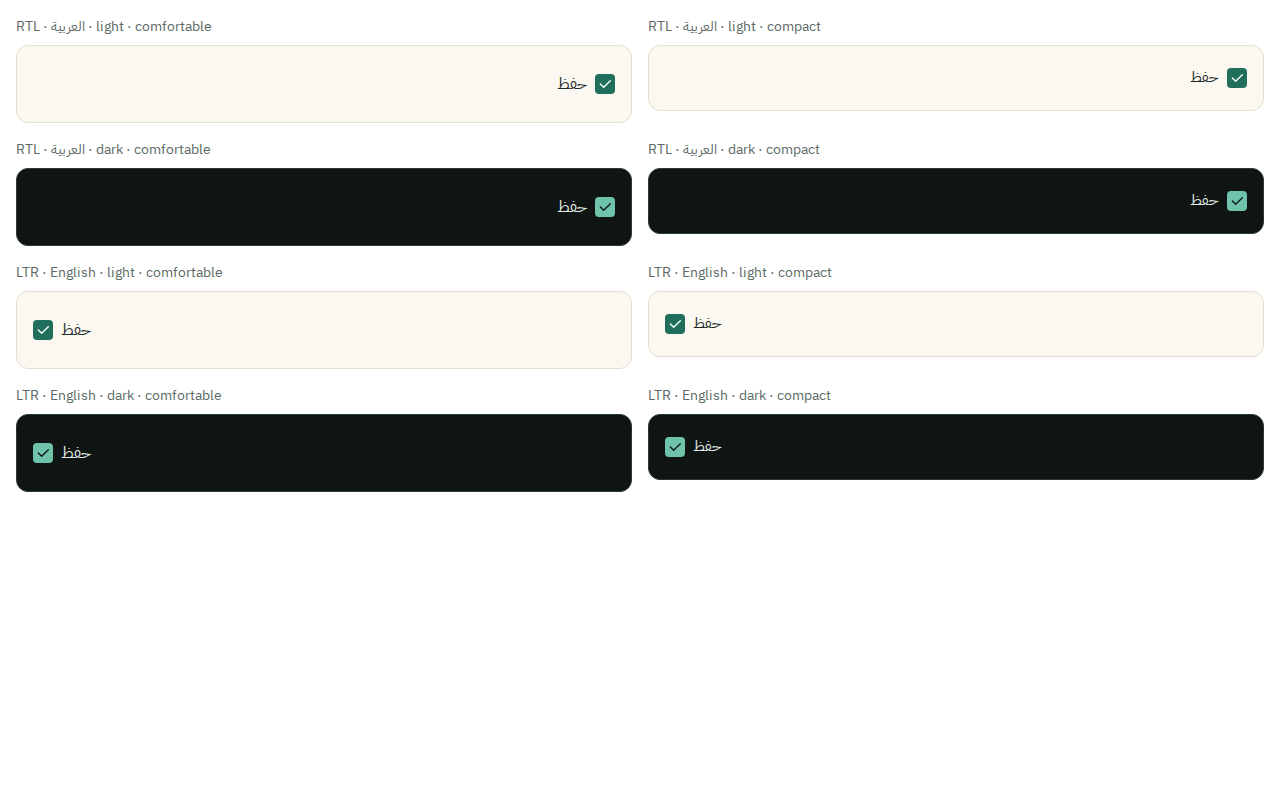 RTL · العربية · light · comfortable
حفظ
RTL · العربية · light · compact
حفظ
RTL · العربية · dark · comfortable
حفظ
RTL · العربية · dark · compact
حفظ
LTR · English · light · comfortable
حفظ
LTR · English · light · compact
حفظ
LTR · English · dark · comfortable
حفظ
LTR · English · dark · compact
حفظ